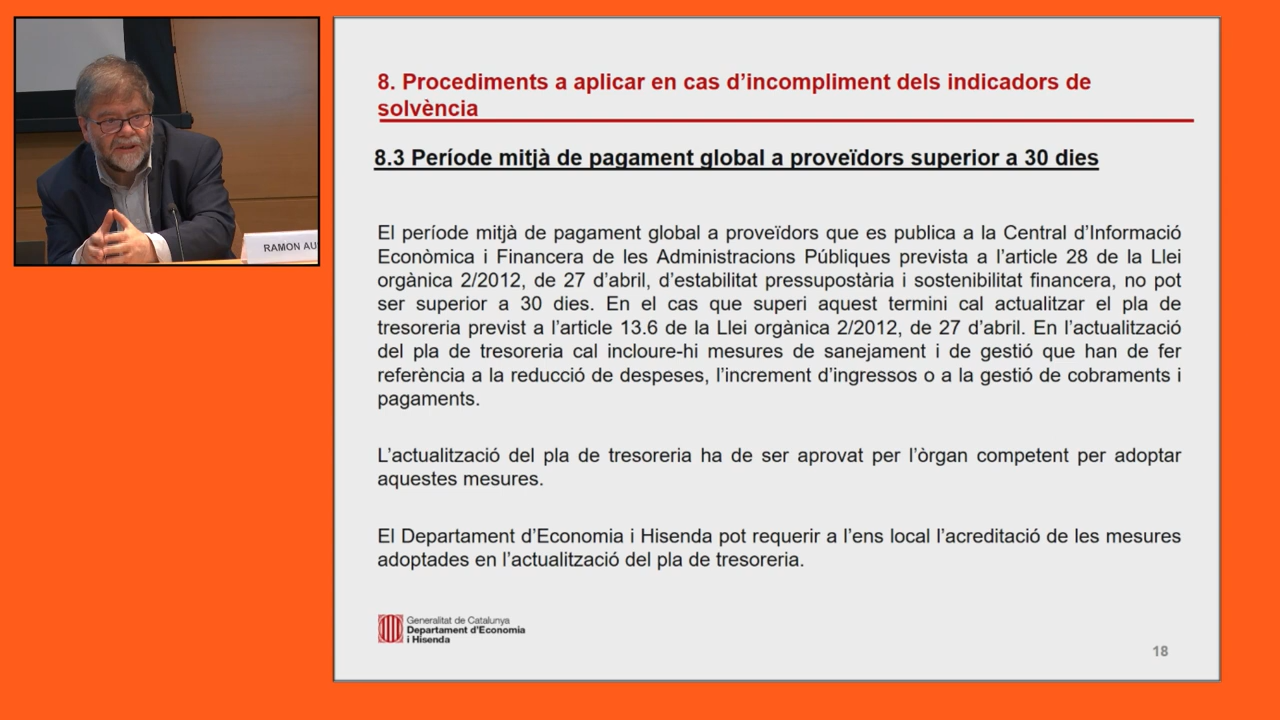 RAMON AU
8. Procediments a aplicar en cas d’incompliment dels indicadors de
solvència
8.3 Període mitjà de pagament global a proveïdors superior a 30 dies
El període mitjà de pagament global a proveïdors que es publica a la Central d’Informació
Econòmica i Financera de les Administracions Públiques prevista a l’article 28 de la Llei
orgànica 2/2012, de 27 d’abril, d’estabilitat pressupostària i sostenibilitat financera, no pot
ser superior a 30 dies. En el cas que superi aquest termini cal actualitzar el pla de
tresoreria previst a l’article 13.6 de la Llei orgànica 2/2012, de 27 d’abril. En l’actualització
del pla de tresoreria cal incloure-hi mesures de sanejament i de gestió que han de fer
referència a la reducció de despeses, l’increment d’ingressos o a la gestió de cobraments i
pagaments.
L’actualització del pla de tresoreria ha de ser aprovat per l’òrgan competent per adoptar
aquestes mesures.
El Departament d’Economia i Hisenda pot requerir a l’ens local l’acreditació de les mesures
adoptades en l’actualització del pla de tresoreria.
Generalitat de Catalunya
Departament d’Economia
i Hisenda
18